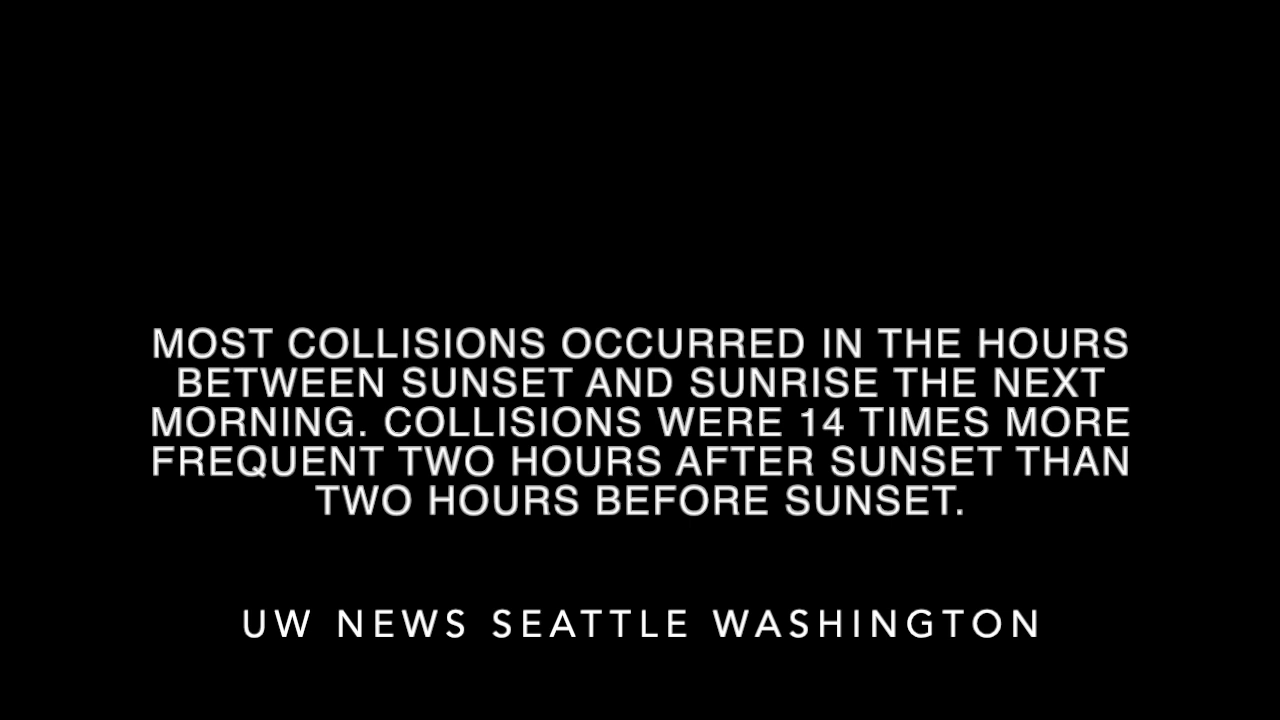 MOST COLLISIONS OCCURRED IN THE HOURS
BETWEEN SUNSET AND SUNRISE THE NEXT
MORNING. COLLISIONS WERE 14 TIMES MORE
FREQUENT TWO HOURS AFTER SUNSET THAN
TWO HOURS BEFORE SUNSET.
UW NEWS SEATTLE WASHINGTON